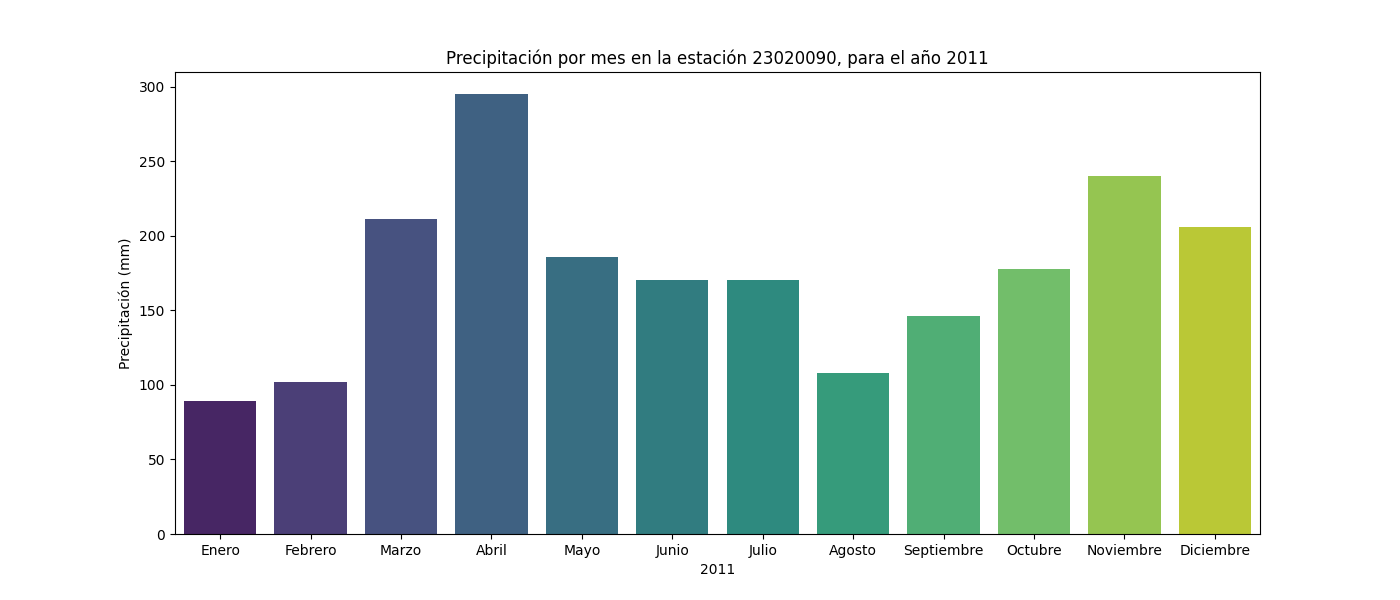 Precipitación por mes en la estación 23020090, para el año 2011
Precipitación (mm)
300
250
200
150
100
50
0
Enero Febrero Marzo Abril Mayo Junio Julio Agosto Septiembre Octubre Noviembre Diciembre
2011